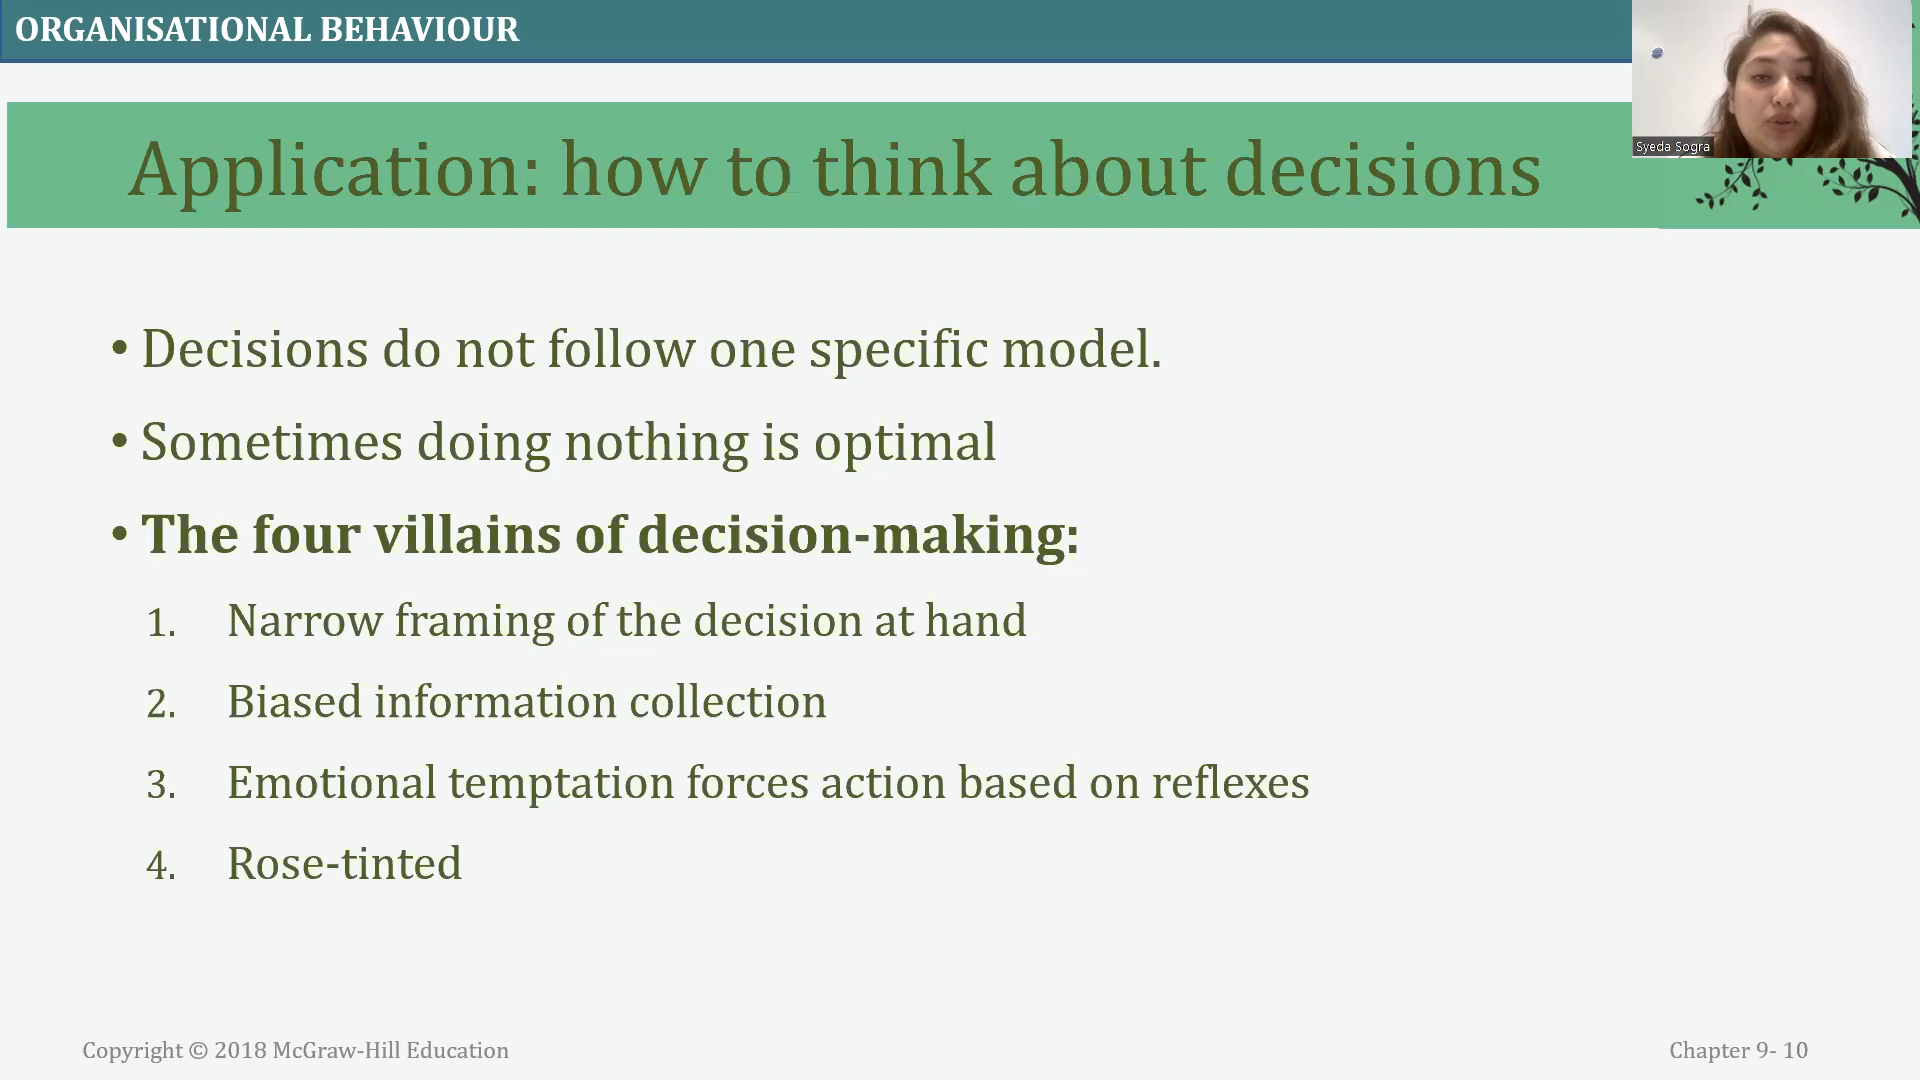 ORGANISATIONAL BEHAVIOUR
Syeda Sogra
Application: how to think about decisions
• Decisions do not follow one specific model.
• Sometimes doing nothing is optimal
• The four villains of decision-making:
1. Narrow framing of the decision at hand
2. Biased information collection
3. Emotional temptation forces action based on reflexes
4. Rose-tinted
Copyright © 2018 McGraw-Hill Education
Chapter 9- 10